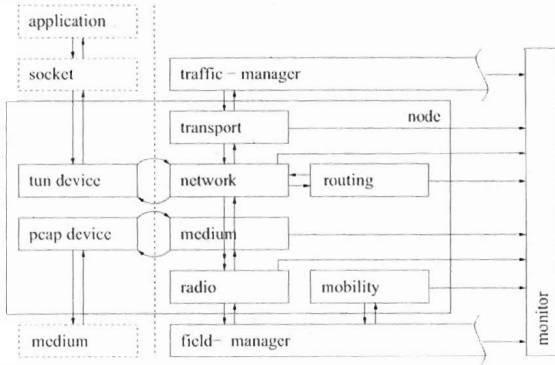 application
socket
traffic - manager
transport
node
tun device
network
routing
pcap device
medium
radio
mobility
medium
field- manager
monitor